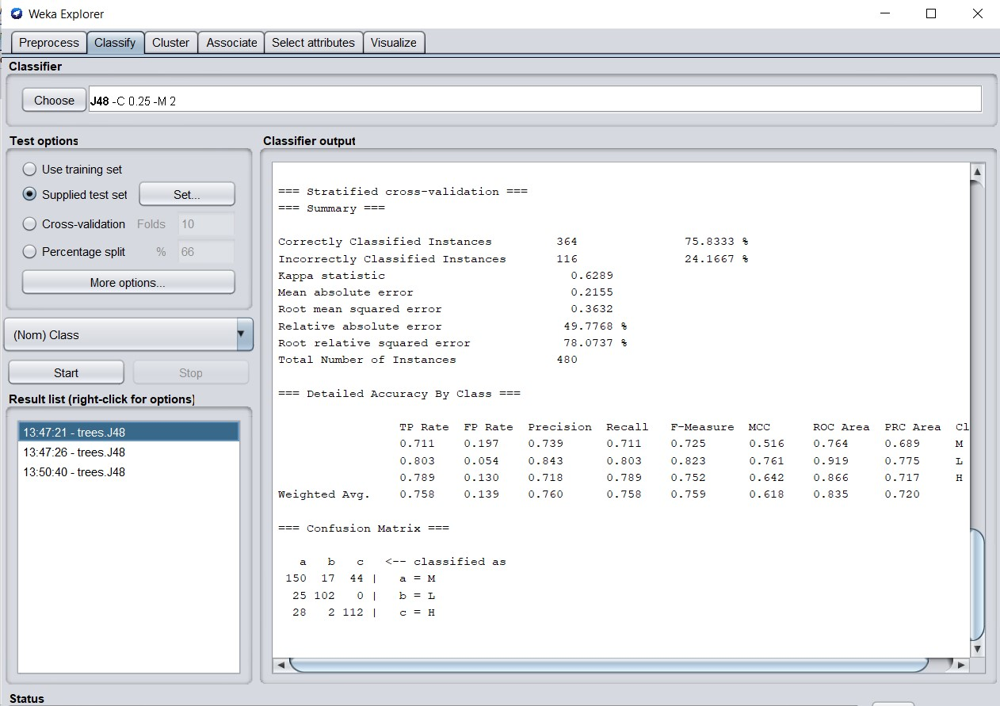 Weka Explorer
Preprocess Classify Cluster Associate Select attributes Visualize
Classifier
Choose J48 -C 0.25 -M 2
Test options
Use training set
Supplied test set Set...
Cross-validation Folds 10
Percentage split % 66
More options...
(Nom) Class
Start Stop
Result list (right-click for options)
13:47:21 - trees.J48
13:47:26 - trees.J48
13:50:40 - trees.J48
Classifier output
=== Stratified cross-validation ===
=== Summary ===
Correctly Classified Instances 364 75.8333 %
Incorrectly Classified Instances 116 24.1667 %
Kappa statistic 0.6289
Mean absolute error 0.2155
Root mean squared error 0.3632
Relative absolute error 49.7768 %
Root relative squared error 78.0737 %
Total Number of Instances 480
=== Detailed Accuracy By Class ===
TP Rate FP Rate Precision Recall F-Measure MCC ROC Area PRC Area Cl
0.711 0.197 0.739 0.711 0.725 0.516 0.764 0.689 M
0.803 0.054 0.843 0.803 0.823 0.761 0.919 0.775 L
0.789 0.130 0.718 0.789 0.752 0.642 0.866 0.717 H
Weighted Avg. 0.758 0.139 0.760 0.758 0.759 0.618 0.835 0.720
=== Confusion Matrix ===
a b c <-- classified as
150 17 44 | a = M
25 102 0 | b = L
28 2 112 | c = H
Status